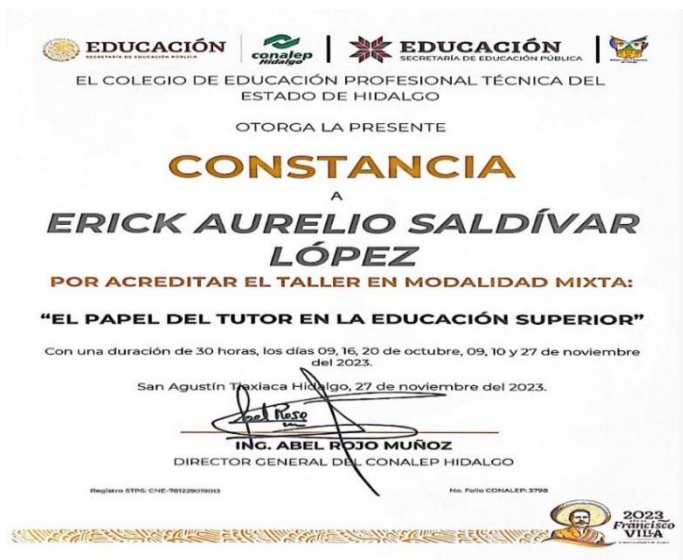 EDUCACIÓN
SECRETARÍA DE EDUCACIÓN PÚBLICA
conalep
Hidalgo
EDUCACIÓN
SECRETARÍA DE EDUCACIÓN PÚBLICA
EL COLEGIO DE EDUCACIÓN PROFESIONAL TÉCNICA DEL
ESTADO DE HIDALGO
OTORGA LA PRESENTE
CONSTANCIA
A
ERICK AURELIO SALDÍVAR
LÓPEZ
POR ACREDITAR EL TALLER EN MODALIDAD MIXTA:
“EL PAPEL DEL TUTOR EN LA EDUCACIÓN SUPERIOR”
Con una duración de 30 horas, los días 09, 16, 20 de octubre, 09, 10 y 27 de noviembre
del 2023.
San Agustín Tlaxiaca Hidalgo, 27 de noviembre del 2023.
Abel Rojo
ING. ABEL ROJO MUÑOZ
DIRECTOR GENERAL DEL CONALEP HIDALGO
Registro STPS: CNE-781229019013
No. Folio CONALEP: 3798
2023
Francisco
VILLA